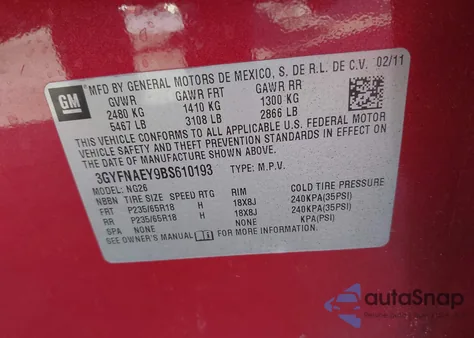 GM
MFD BY GENERAL MOTORS DE MEXICO, S. DE R.L. DE C.V. 02/11
GVWR GAWR FRT GAWR RR
2480 KG 1410 KG 1300 KG
5467 LB 3108 LB 2866 LB
THIS VEHICLE CONFORMS TO ALL APPLICABLE U.S. FEDERAL MOTOR
VEHICLE SAFETY AND THEFT PREVENTION STANDARDS IN EFFECT
ON THE DATE OF MANUFACTURE SHOWN ABOVE.
3GYFNAEY9BS610193 TYPE: M.P.V.
MODEL: NG26
NBBN TIRE SIZE SPEED RTG RIM COLD TIRE PRESSURE
FRT P235/65R18 H 18X8J 240KPA(35PSI)
RR P235/65R18 H 18X8J 240KPA(35PSI)
SPA NONE NONE KPA(PSI)
SEE OWNER'S MANUAL FOR MORE INFORMATION.
autoSnap